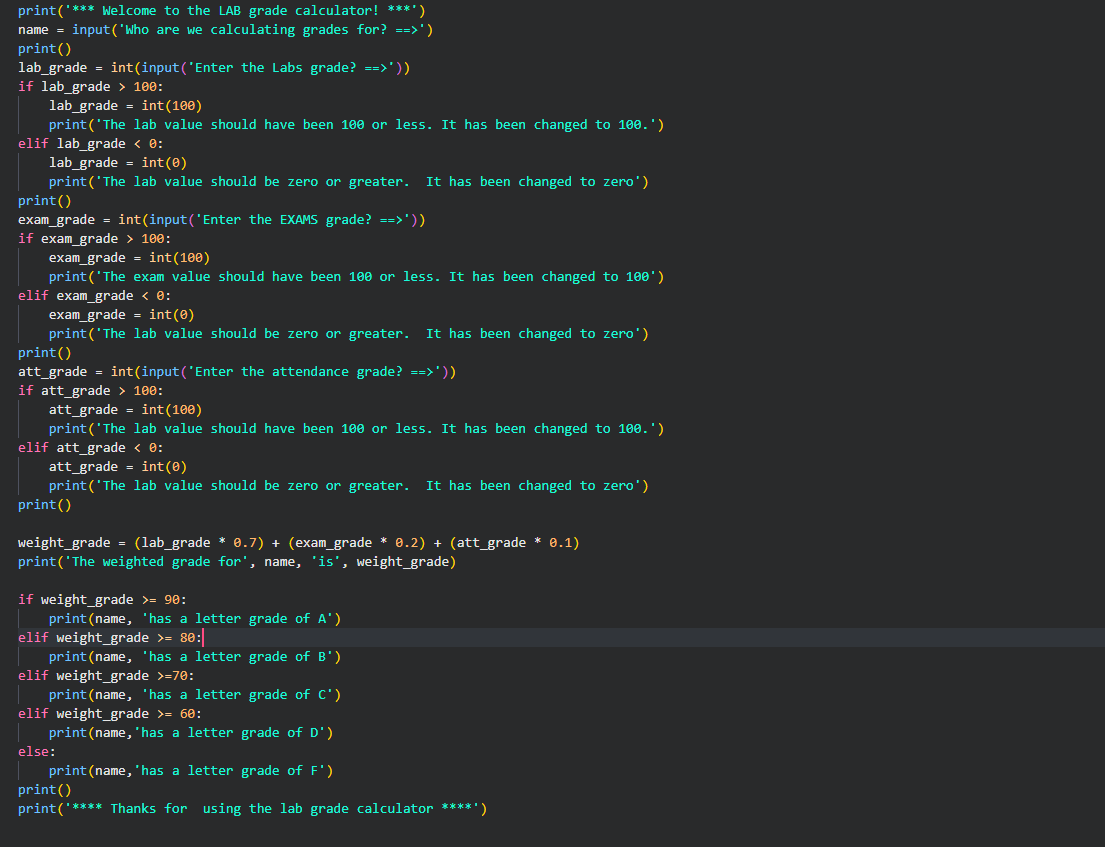 print('*** Welcome to the LAB grade calculator! ***')
name = input('Who are we calculating grades for? ==>')
print()
lab_grade = int(input('Enter the Labs grade? ==>'))
if lab_grade > 100:
    lab_grade = int(100)
    print('The lab value should have been 100 or less. It has been changed to 100.')
elif lab_grade < 0:
    lab_grade = int(0)
    print('The lab value should be zero or greater.  It has been changed to zero')
print()
exam_grade = int(input('Enter the EXAMS grade? ==>'))
if exam_grade > 100:
    exam_grade = int(100)
    print('The exam value should have been 100 or less. It has been changed to 100')
elif exam_grade < 0:
    exam_grade = int(0)
    print('The lab value should be zero or greater.  It has been changed to zero')
print()
att_grade = int(input('Enter the attendance grade? ==>'))
if att_grade > 100:
    att_grade = int(100)
    print('The lab value should have been 100 or less. It has been changed to 100.')
elif att_grade < 0:
    att_grade = int(0)
    print('The lab value should be zero or greater.  It has been changed to zero')
print()

weight_grade = (lab_grade * 0.7) + (exam_grade * 0.2) + (att_grade * 0.1)
print('The weighted grade for', name, 'is', weight_grade)

if weight_grade >= 90:
    print(name, 'has a letter grade of A')
elif weight_grade >= 80:
    print(name, 'has a letter grade of B')
elif weight_grade >=70:
    print(name, 'has a letter grade of C')
elif weight_grade >= 60:
    print(name,'has a letter grade of D')
else:
    print(name,'has a letter grade of F')
print()
print('**** Thanks for  using the lab grade calculator ****')